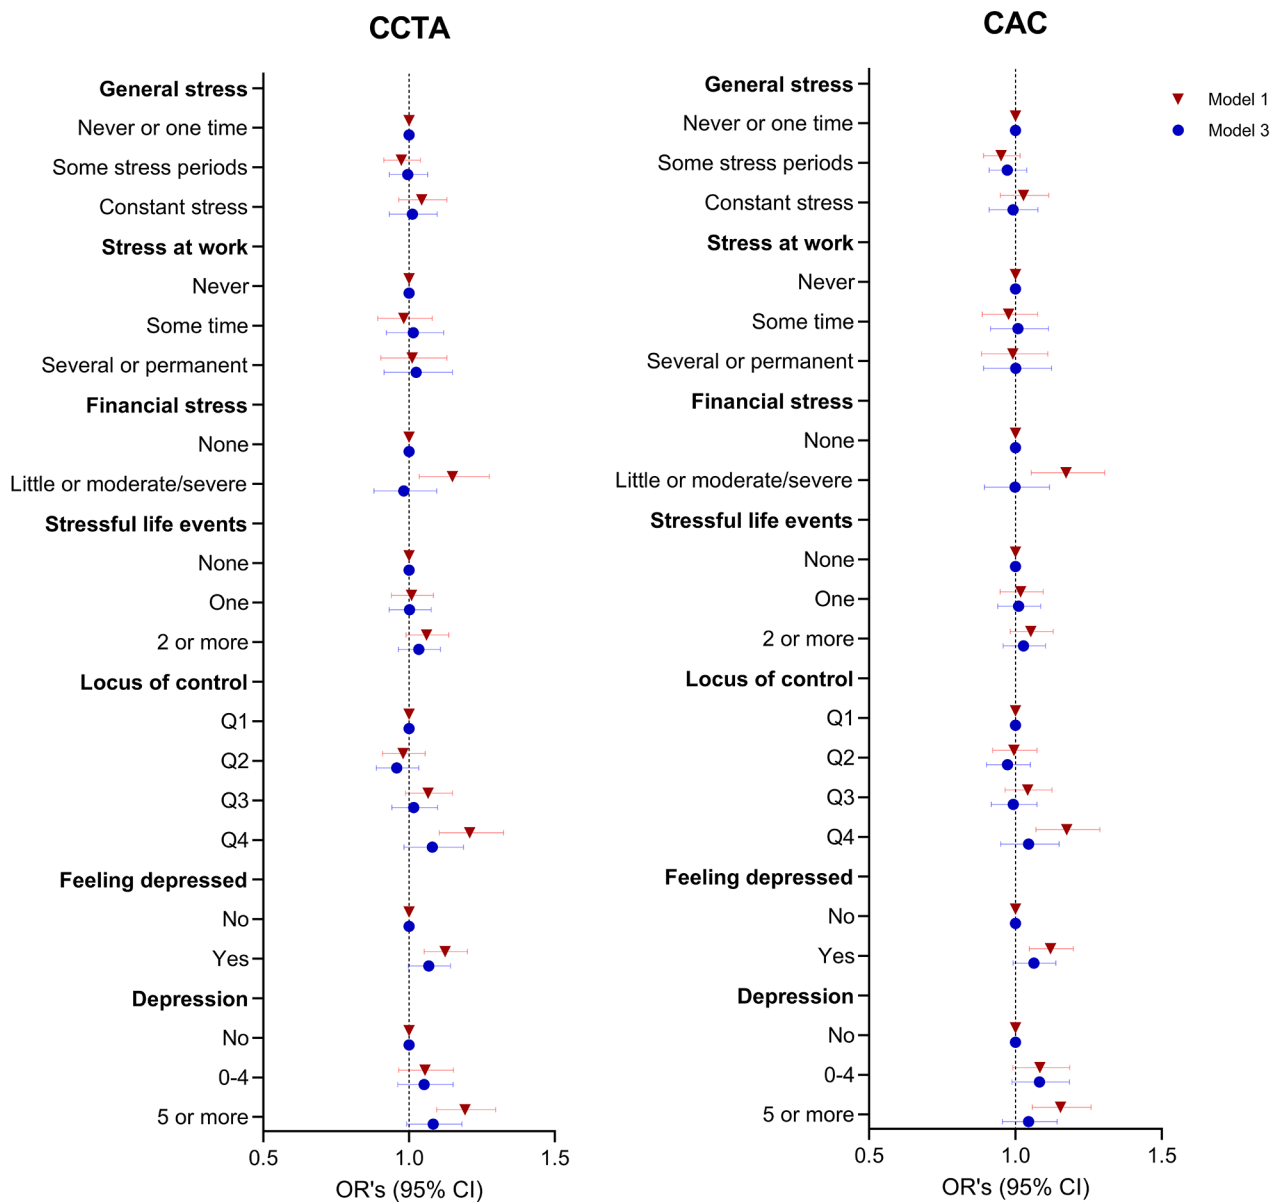 CCTA
General stress
Never or one time
Some stress periods
Constant stress
Stress at work
Never
Some time
Several or permanent
Financial stress
None
Little or moderate/severe
Stressful life events
None
One
2 or more
Locus of control
Q1
Q2
Q3
Q4
Feeling depressed
No
Yes
Depression
No
0-4
5 or more
0.5 1.0 1.5
OR's (95% CI)
CAC
General stress
Never or one time
Some stress periods
Constant stress
Stress at work
Never
Some time
Several or permanent
Financial stress
None
Little or moderate/severe
Stressful life events
None
One
2 or more
Locus of control
Q1
Q2
Q3
Q4
Feeling depressed
No
Yes
Depression
No
0-4
5 or more
0.5 1.0 1.5
OR's (95% CI)
Model 1
Model 3